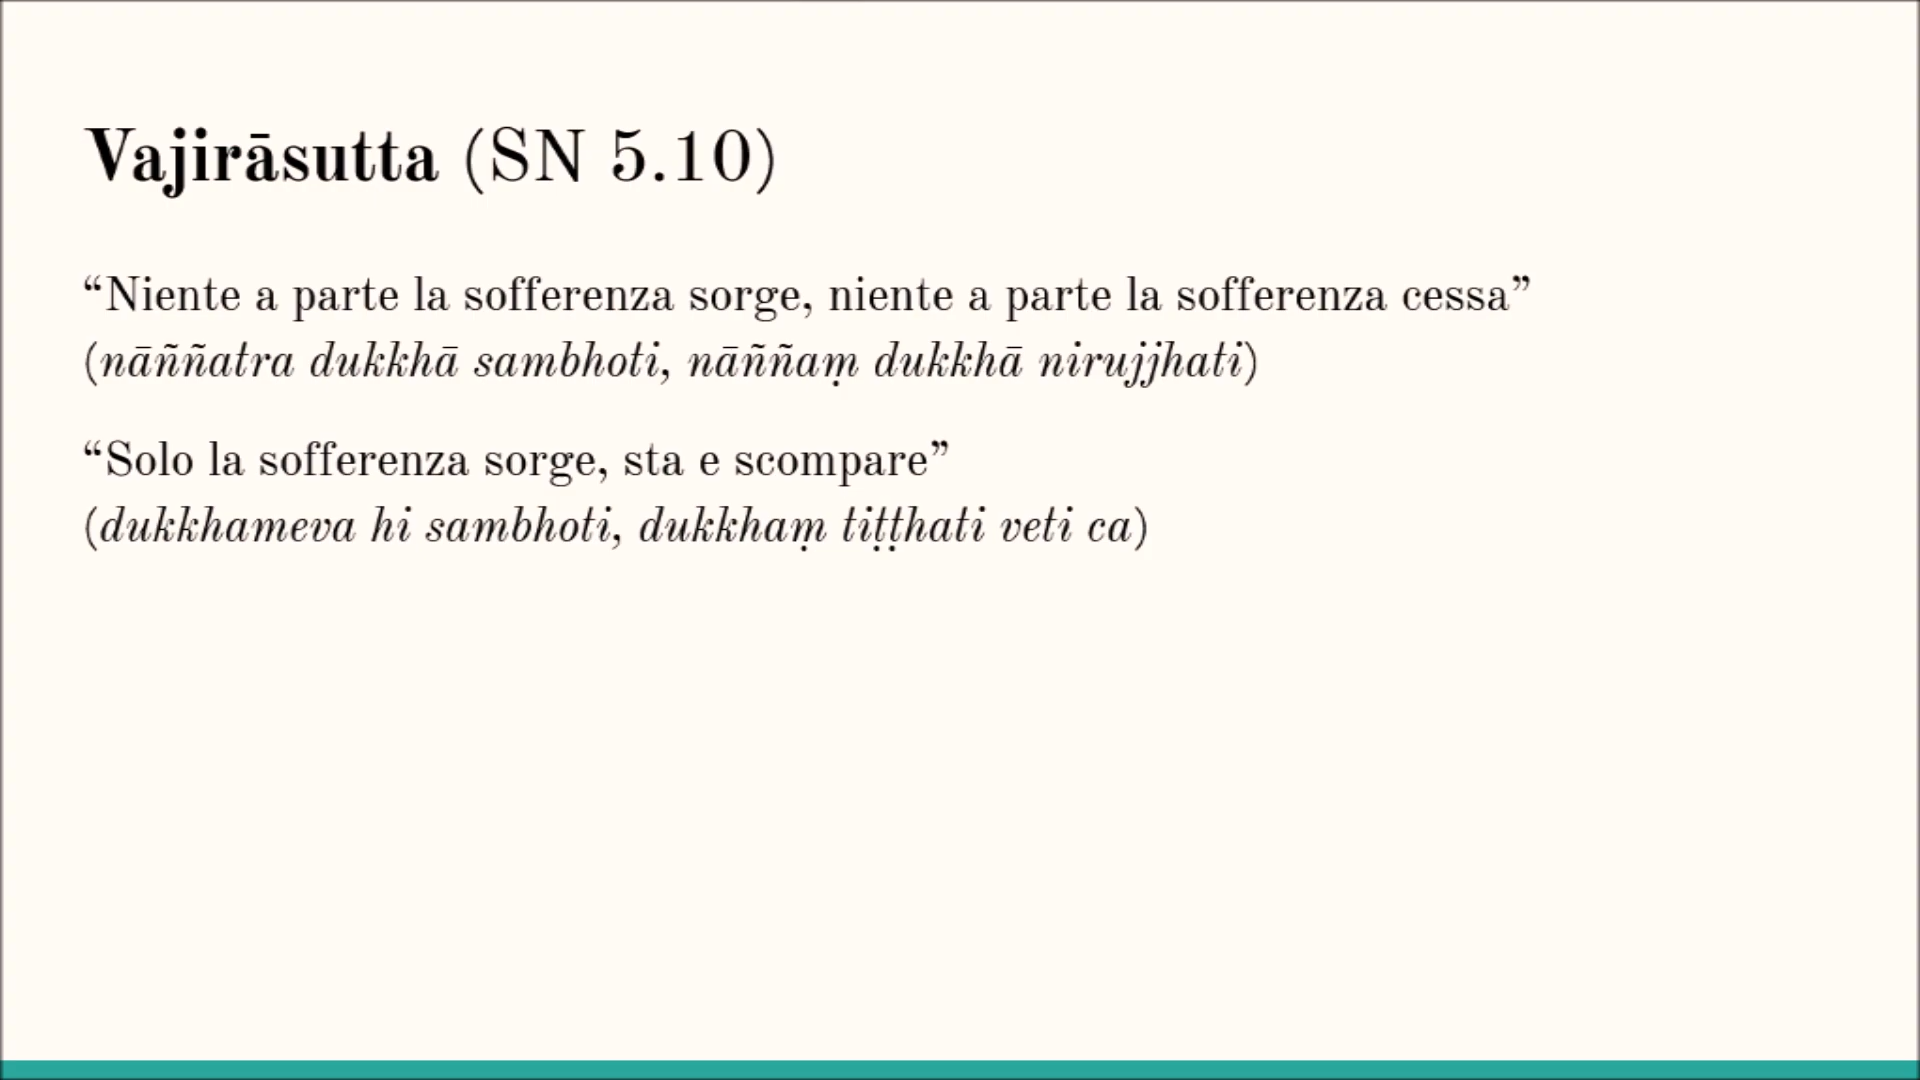 Vajirāsutta (SN 5.10)
“Niente a parte la sofferenza sorge, niente a parte la sofferenza cessa”
(nāññatra dukkhā sambhoti, nāññaṃ dukkhā nirujjhati)
“Solo la sofferenza sorge, sta e scompare”
(dukkhameva hi sambhoti, dukkhaṃ tiṭṭhati veti ca)